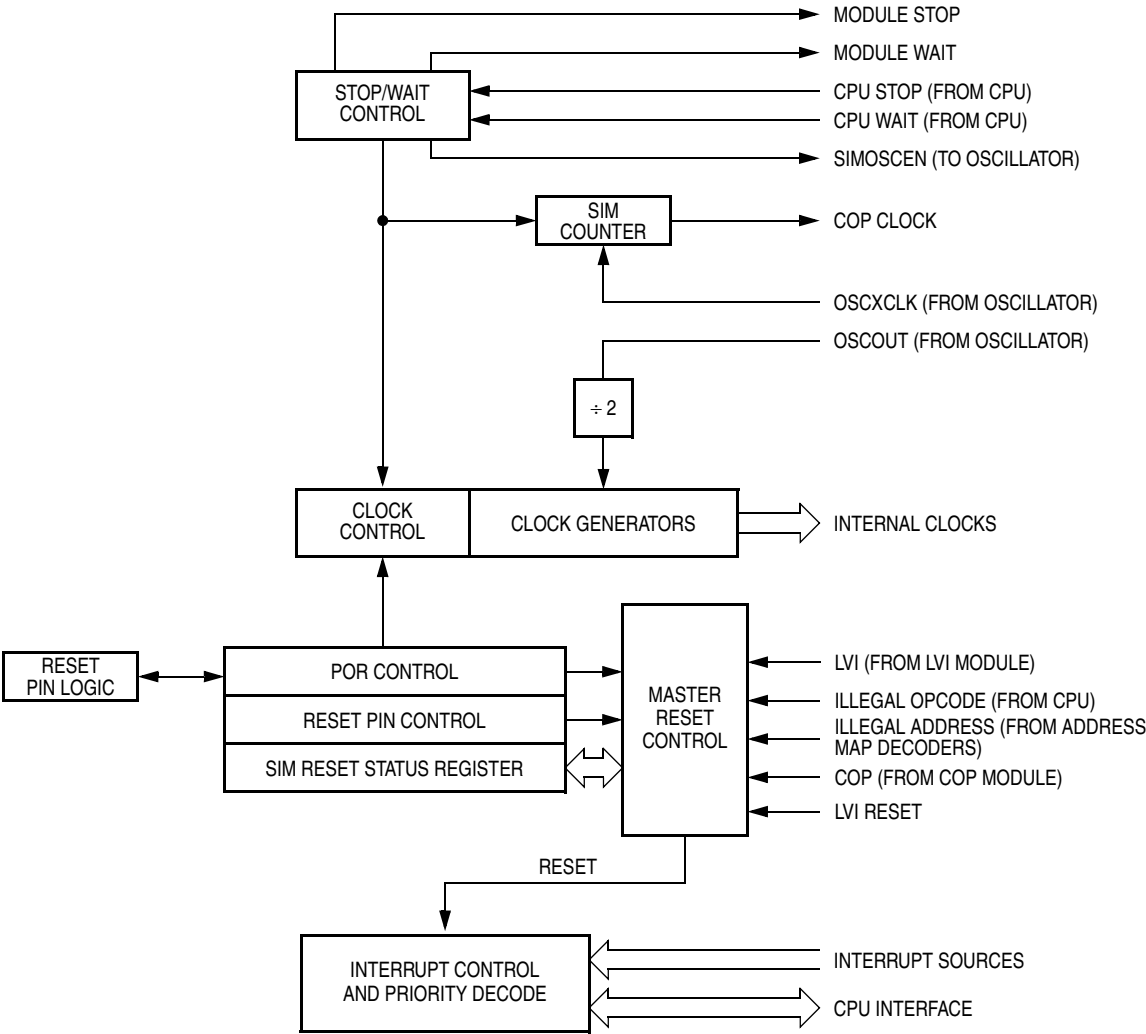 MODULE STOP
MODULE WAIT
STOP/WAIT
CONTROL
CPU STOP (FROM CPU)
CPU WAIT (FROM CPU)
SIMOSCEN (TO OSCILLATOR)
SIM
COUNTER
COP CLOCK
OSCXCLK (FROM OSCILLATOR)
OSCOUT (FROM OSCILLATOR)
÷ 2
CLOCK
CONTROL
CLOCK GENERATORS
INTERNAL CLOCKS
RESET
PIN LOGIC
POR CONTROL
RESET PIN CONTROL
SIM RESET STATUS REGISTER
MASTER
RESET
CONTROL
LVI (FROM LVI MODULE)
ILLEGAL OPCODE (FROM CPU)
ILLEGAL ADDRESS (FROM ADDRESS
MAP DECODERS)
COP (FROM COP MODULE)
LVI RESET
RESET
INTERRUPT CONTROL
AND PRIORITY DECODE
INTERRUPT SOURCES
CPU INTERFACE